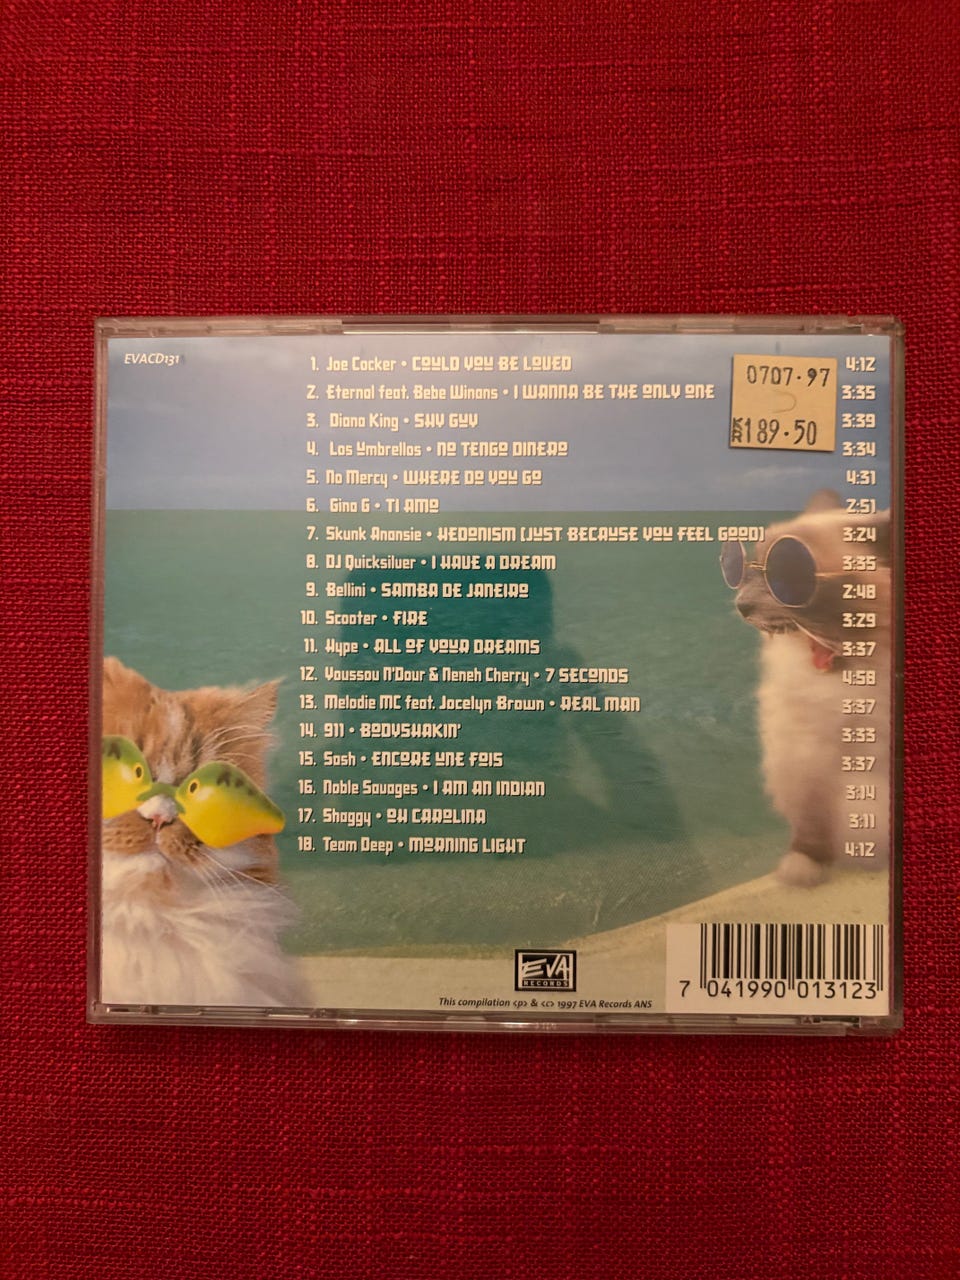 EVACD131
1. Joe Cocker • COULD YOU BE LOVED 4:12
2. Eternal feat. Bebe Winans • I WANNA BE THE ONLY ONE 3:35
3. Diana King • SHY GUY 3:39
4. Los Umbrellos • NO TENGO DINERO 3:34
5. No Mercy • WHERE DO YOU GO 4:31
6. Gina G • TI AMO 2:51
7. Skunk Anansie • HEDONISM (JUST BECAUSE YOU FEEL GOOD) 3:24
8. DJ Quicksilver • I HAVE A DREAM 3:35
9. Bellini • SAMBA DE JANEIRO 2:48
10. Scooter • FIRE 3:29
11. Hype • ALL OF YOUR DREAMS 3:37
12. Youssou N'Dour & Neneh Cherry • 7 SECONDS 4:58
13. Melodie MC feat. Jocelyn Brown • REAL MAN 3:37
14. 911 • BODYSHAKIN' 3:33
15. Sash • ENCORE UNE FOIS 3:37
16. Noble Savages • I AM AN INDIAN 3:14
17. Shaggy • OH CAROLINA 3:11
18. Team Deep • MORNING LIGHT 4:12
0707·97
KR189·50
EVA
RECORDS
This compilation <p> & <c> 1997 EVA Records ANS
7 041990 013123